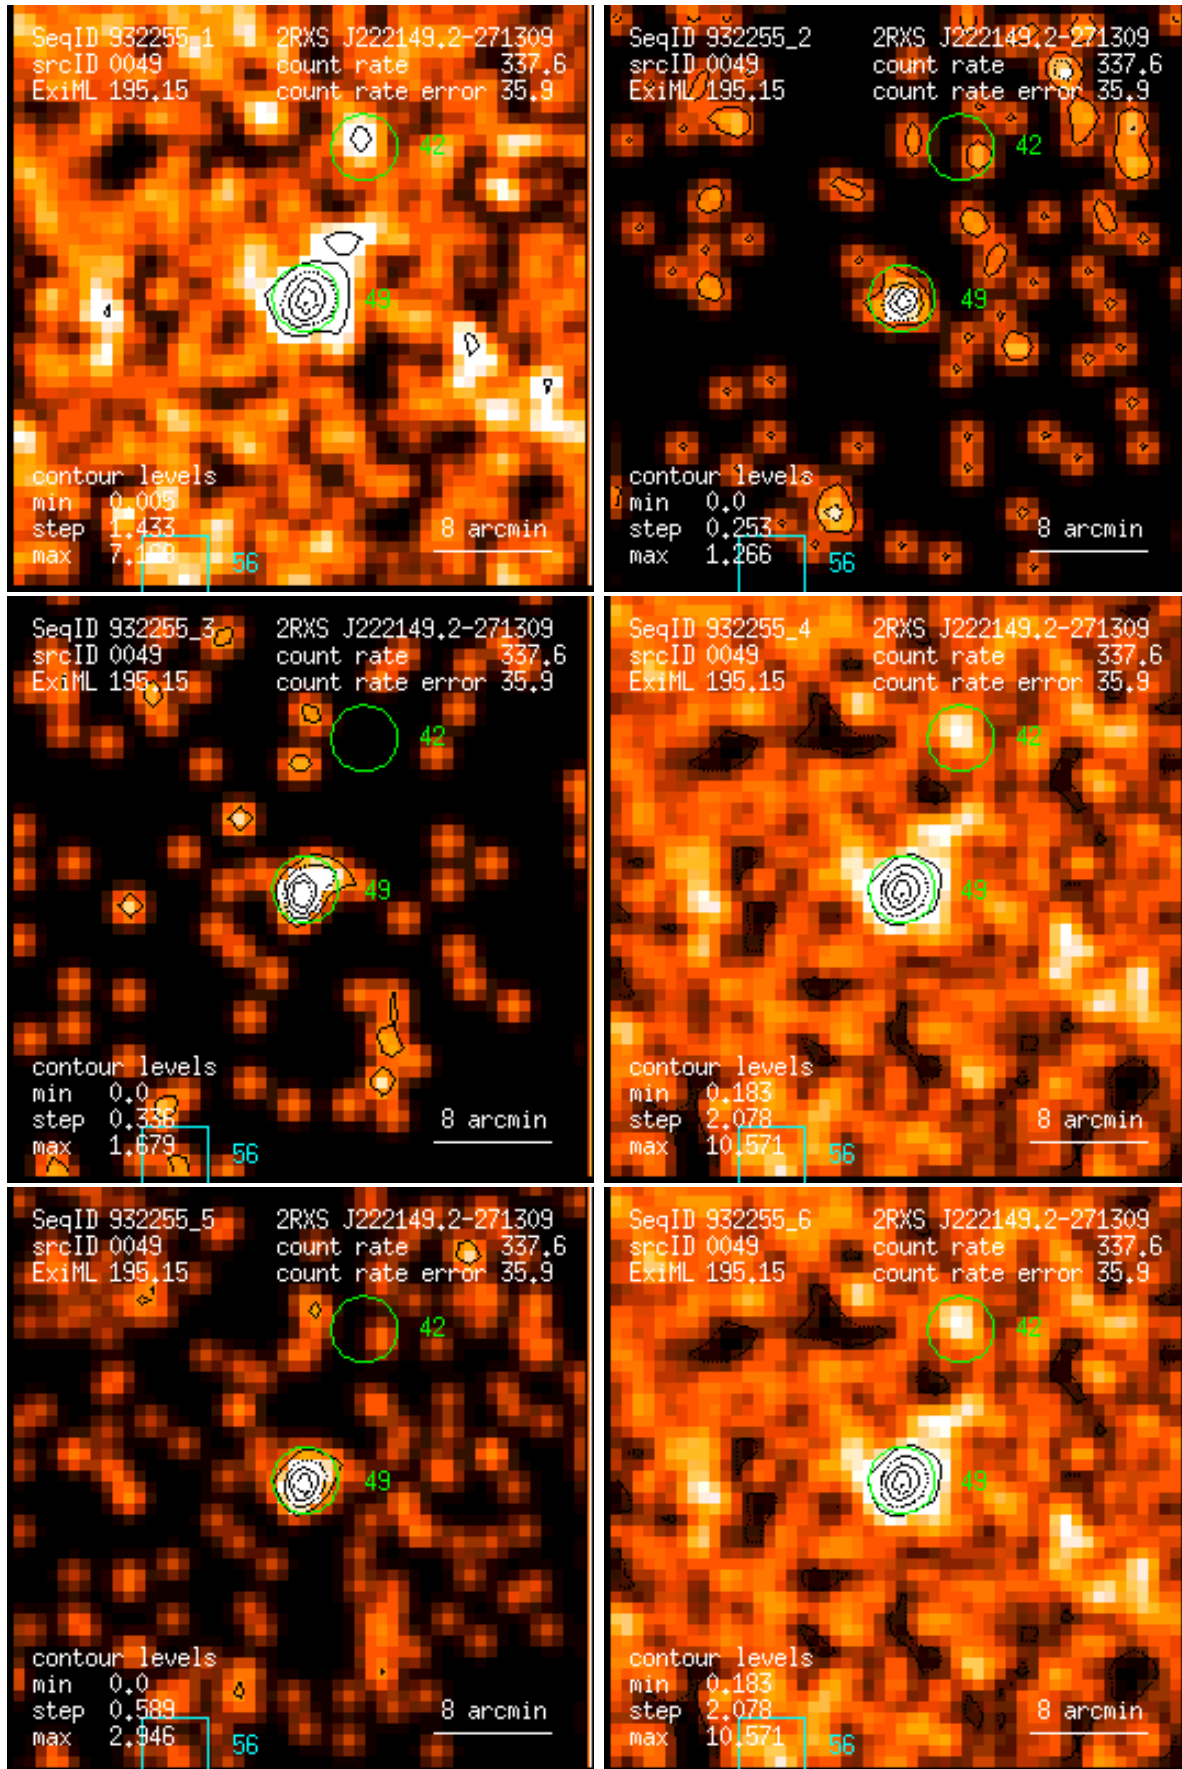 SeqID 932255_1 2RXS J222149.2-271309
srcID 0049 count rate 337.6
ExiML 195.15 count rate error 35.9
42
49
contour levels
min 0.005
step 1.433 8 arcmin
max 7.168
56
SeqID 932255_2 2RXS J222149.2-271309
srcID 0049 count rate 337.6
ExiML 195.15 count rate error 35.9
42
49
contour levels
min 0.0
step 0.253 8 arcmin
max 1.266
56
SeqID 932255_3 2RXS J222149.2-271309
srcID 0049 count rate 337.6
ExiML 195.15 count rate error 35.9
42
49
contour levels
min 0.0
step 0.336 8 arcmin
max 1.679
56
SeqID 932255_4 2RXS J222149.2-271309
srcID 0049 count rate 337.6
ExiML 195.15 count rate error 35.9
42
49
contour levels
min 0.183
step 2.078 8 arcmin
max 10.571
56
SeqID 932255_5 2RXS J222149.2-271309
srcID 0049 count rate 337.6
ExiML 195.15 count rate error 35.9
42
49
contour levels
min 0.0
step 0.589 8 arcmin
max 2.946
56
SeqID 932255_6 2RXS J222149.2-271309
srcID 0049 count rate 337.6
ExiML 195.15 count rate error 35.9
42
49
contour levels
min 0.183
step 2.078 8 arcmin
max 10.571
56